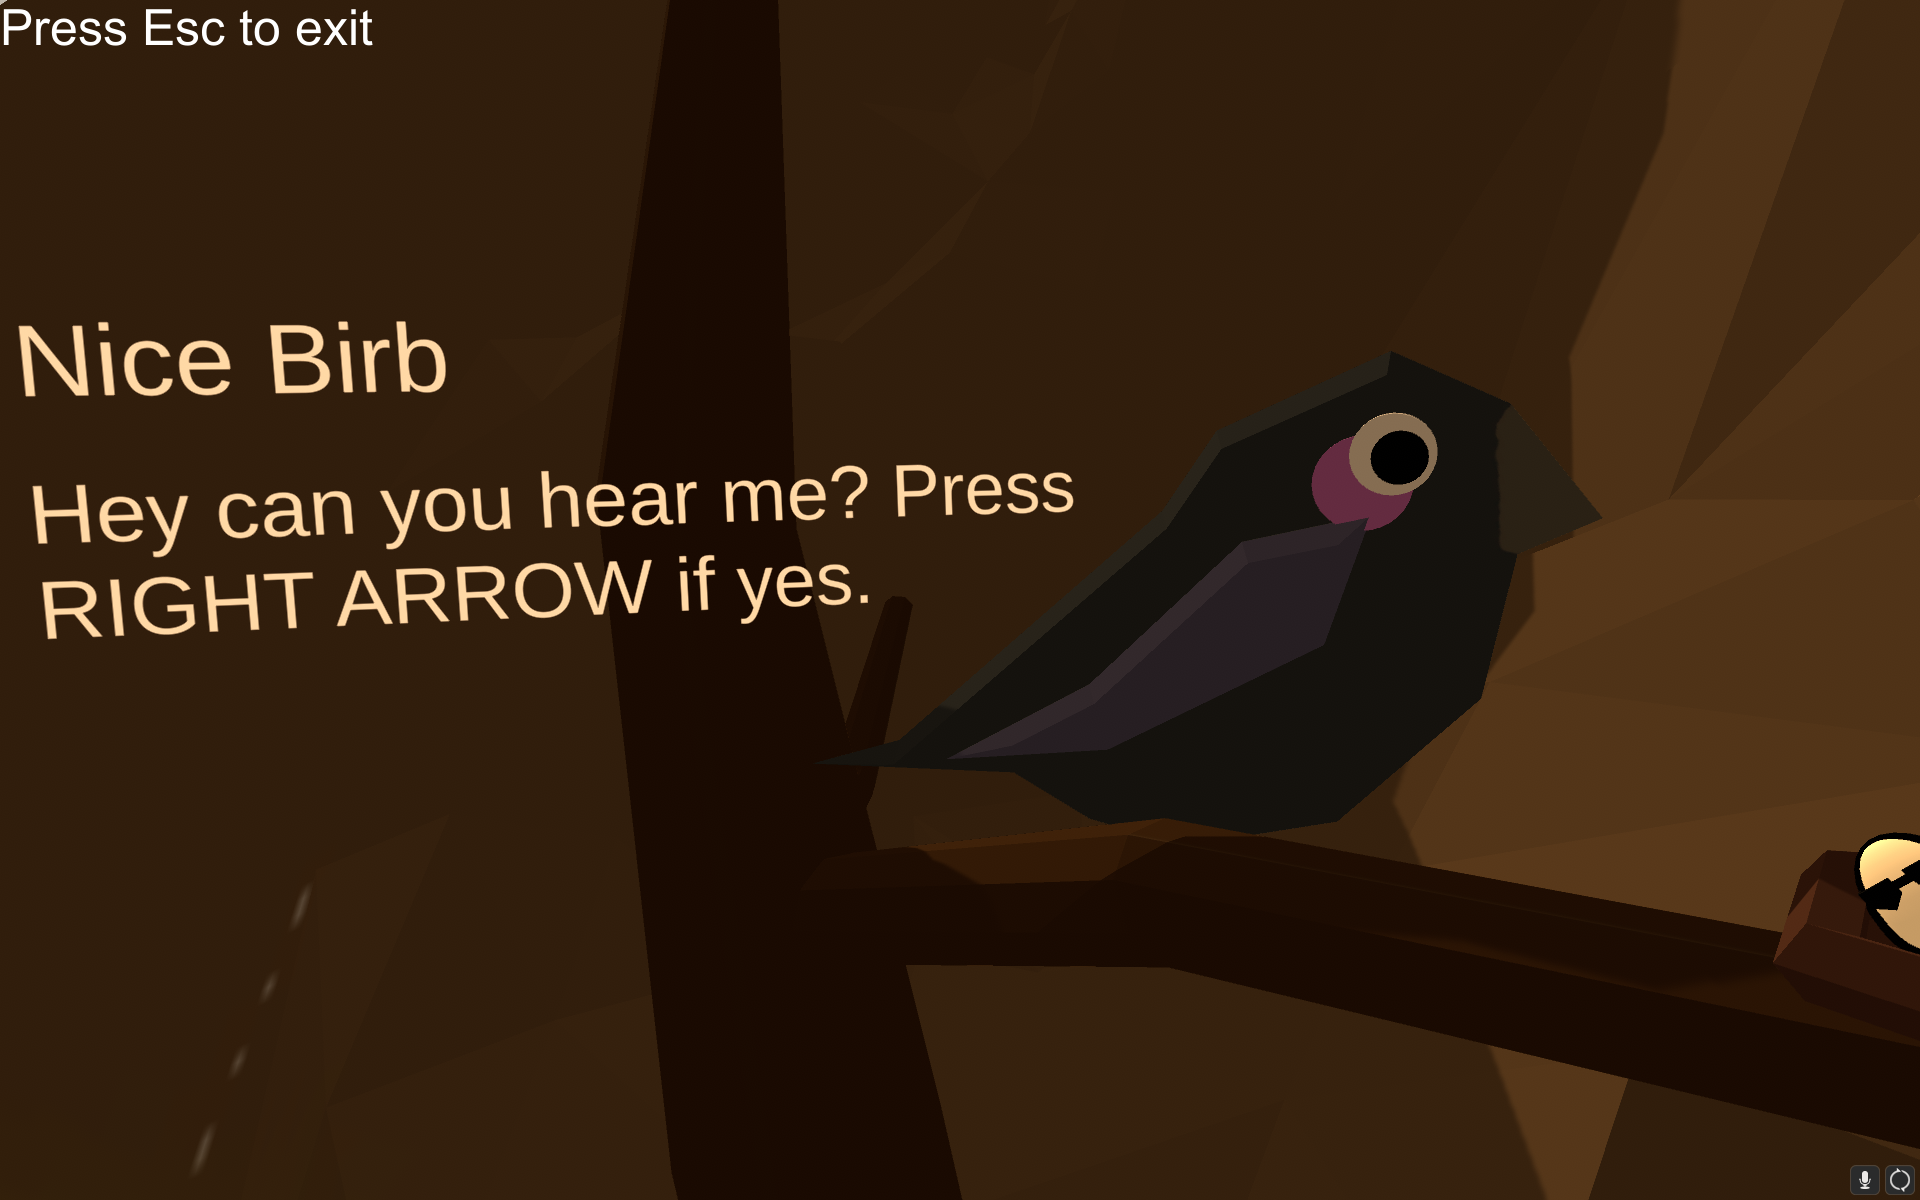 Press Esc to exit
Nice Birb
Hey can you hear me? Press
RIGHT ARROW if yes.